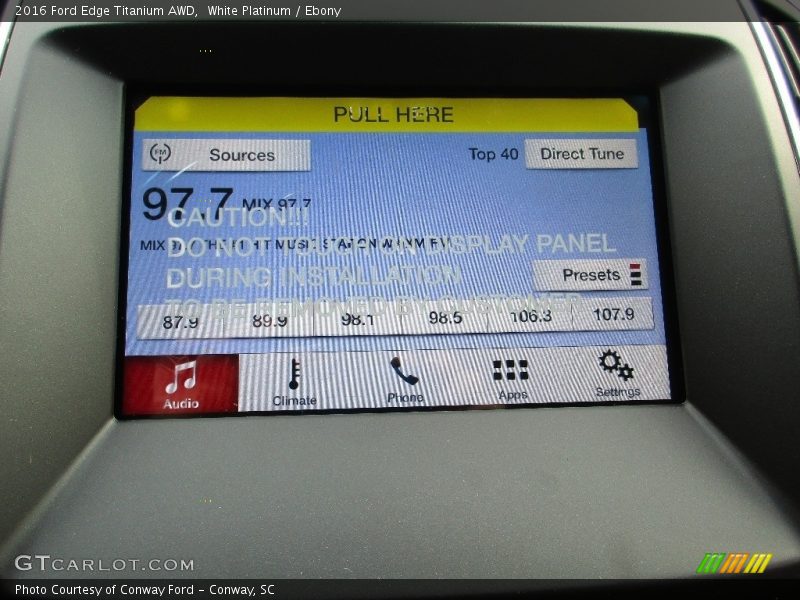 2016 Ford Edge Titanium AWD, White Platinum / Ebony
PULL HERE
FM Sources
Top 40 Direct Tune
97.7 MIX 97.7
CAUTION!!!
DO NOT TOUCH ON DISPLAY PANEL
DURING INSTALLATION
Presets
TO BE REMOVED BY CUSTOMER
87.9 89.9 98.1 98.5 106.3 107.9
Audio Climate Phone Apps Settings
GTCARLOT.COM
Photo Courtesy of Conway Ford - Conway, SC